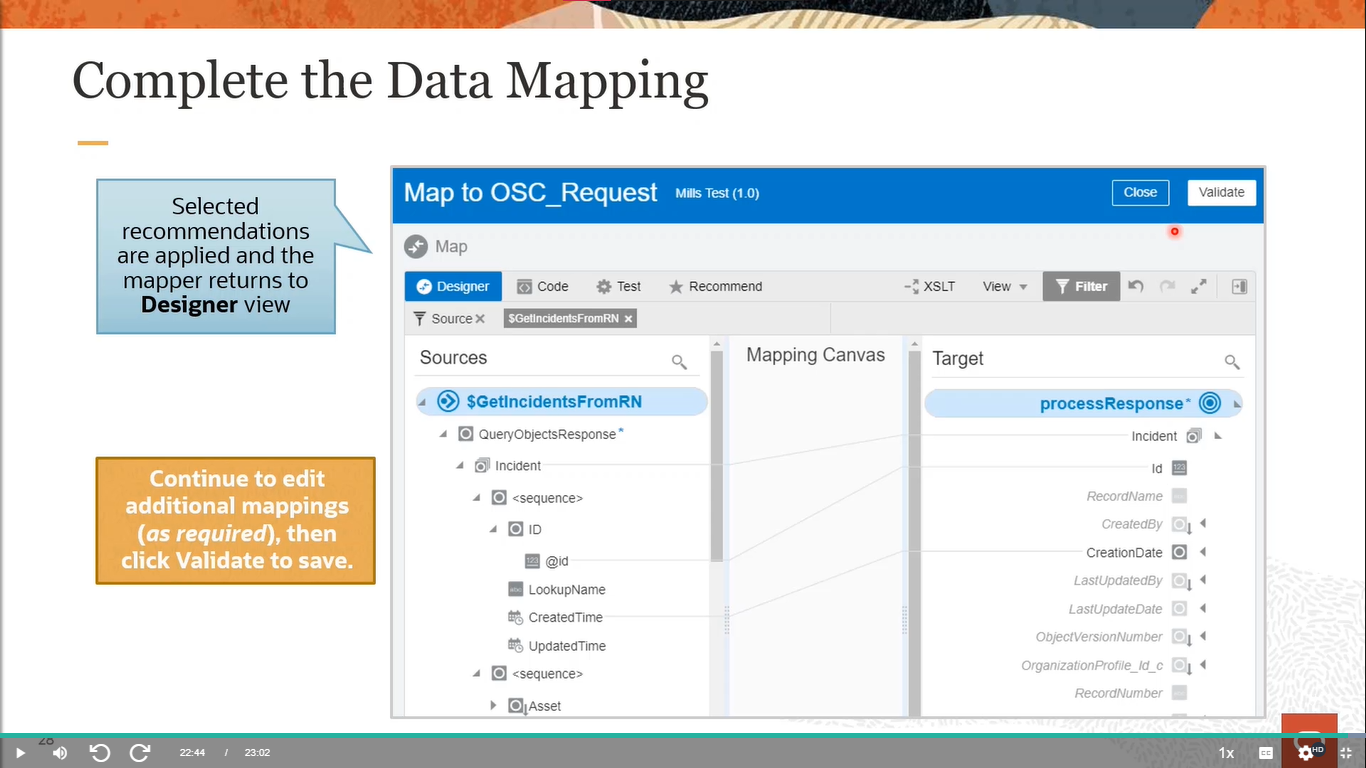 Complete the Data Mapping
Selected
recommendations
are applied and the
mapper returns to
Designer view
Continue to edit
additional mappings
(as required), then
click Validate to save.
Map to OSC_Request Mills Test (1.0) Close Validate
Map
Designer Code Test Recommend XSLT View Filter
Source $GetIncidentsFromRN
Sources
Mapping Canvas
Target
$GetIncidentsFromRN
QueryObjectsResponse *
Incident
<sequence>
ID
@id
LookupName
CreatedTime
UpdatedTime
<sequence>
Asset
processResponse *
Incident
Id
RecordName
CreatedBy
CreationDate
LastUpdatedBy
LastUpdateDate
ObjectVersionNumber
OrganizationProfile_Id_c
RecordNumber
28
22:44 / 23:02 1x CC HD